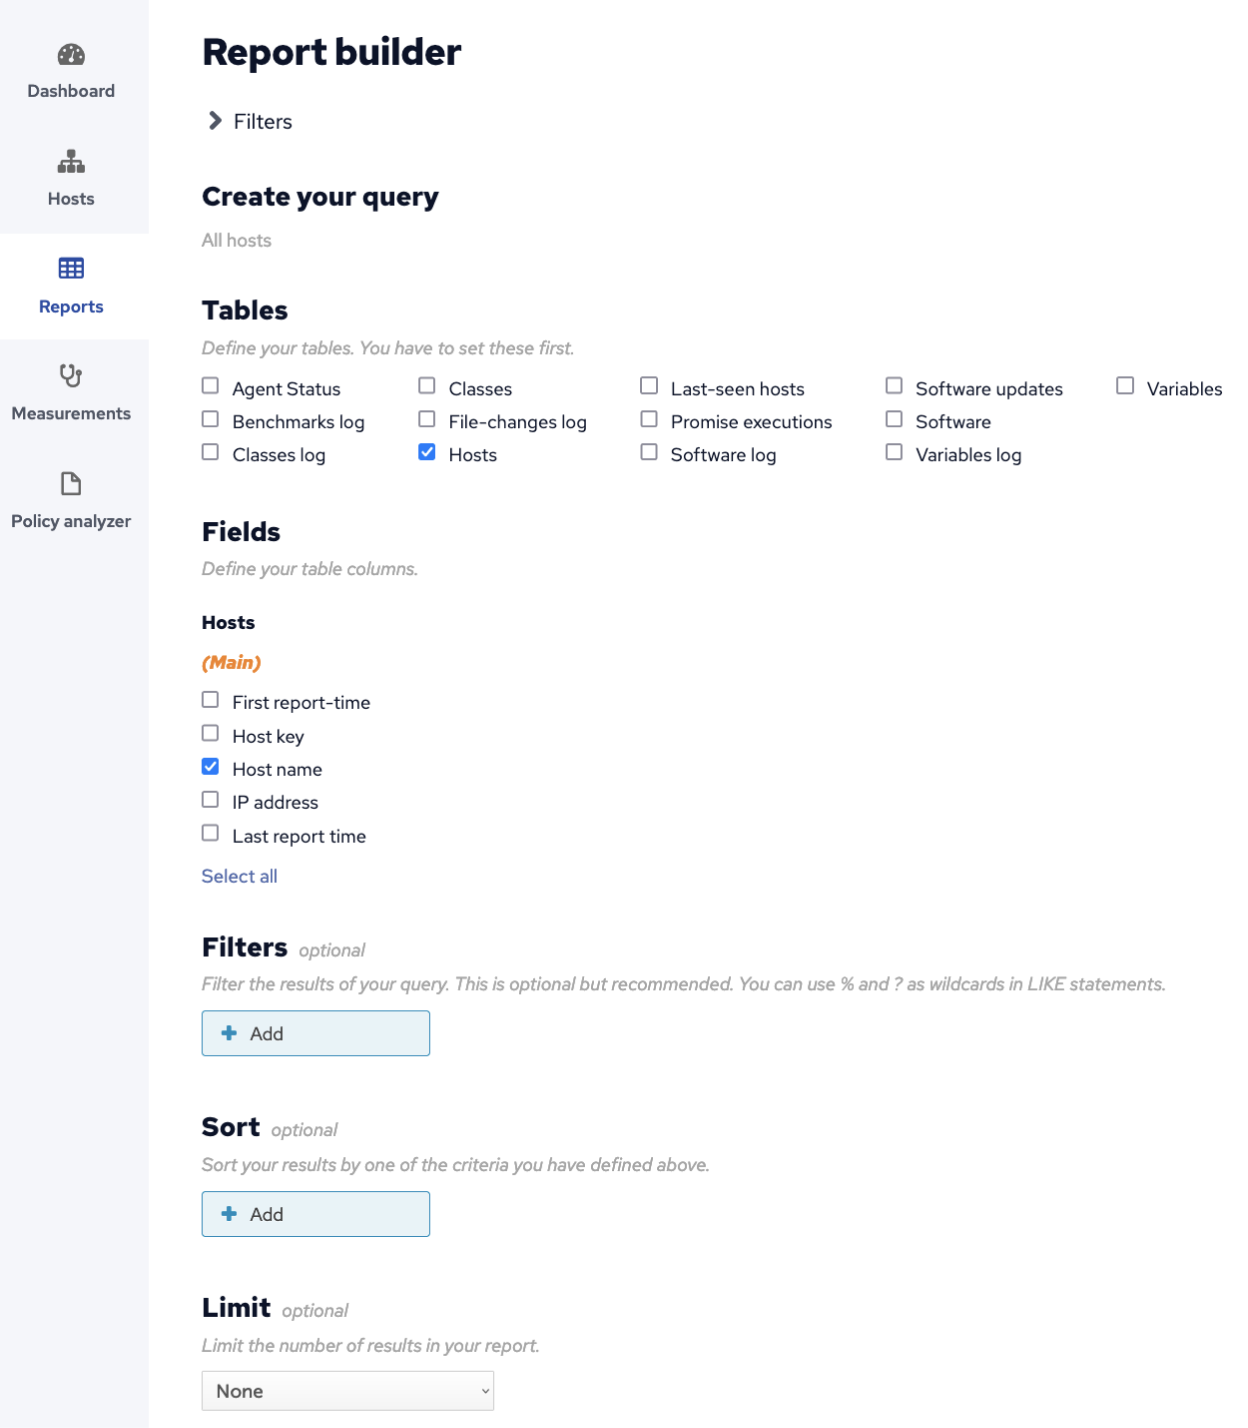 Dashboard
Hosts
Reports
Measurements
Policy analyzer
Report builder
Filters
Create your query
All hosts
Tables
Define your tables. You have to set these first.
Agent Status Classes Last-seen hosts Software updates Variables
Benchmarks log File-changes log Promise executions Software
Classes log Hosts Software log Variables log
Fields
Define your table columns.
Hosts
(Main)
First report-time
Host key
Host name
IP address
Last report time
Select all
Filters optional
Filter the results of your query. This is optional but recommended. You can use % and ? as wildcards in LIKE statements.
Add
Sort optional
Sort your results by one of the criteria you have defined above.
Add
Limit optional
Limit the number of results in your report.
None